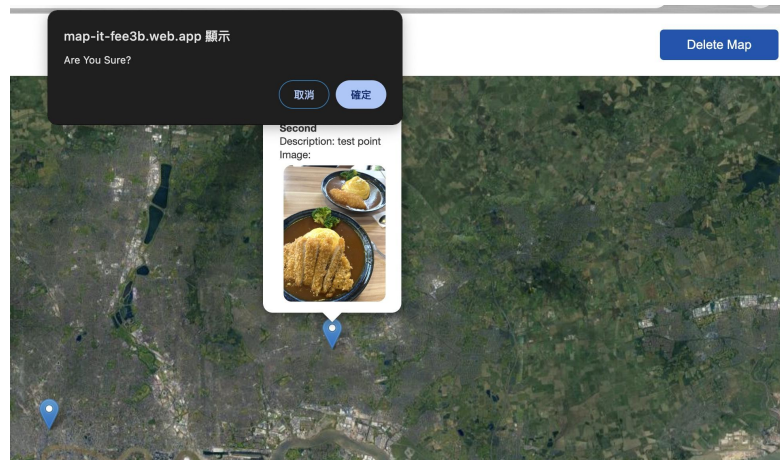 map-it-fee3b.web.app 顯示
Are You Sure?
取消
確定
Delete Map
Second
Description: test point
Image: